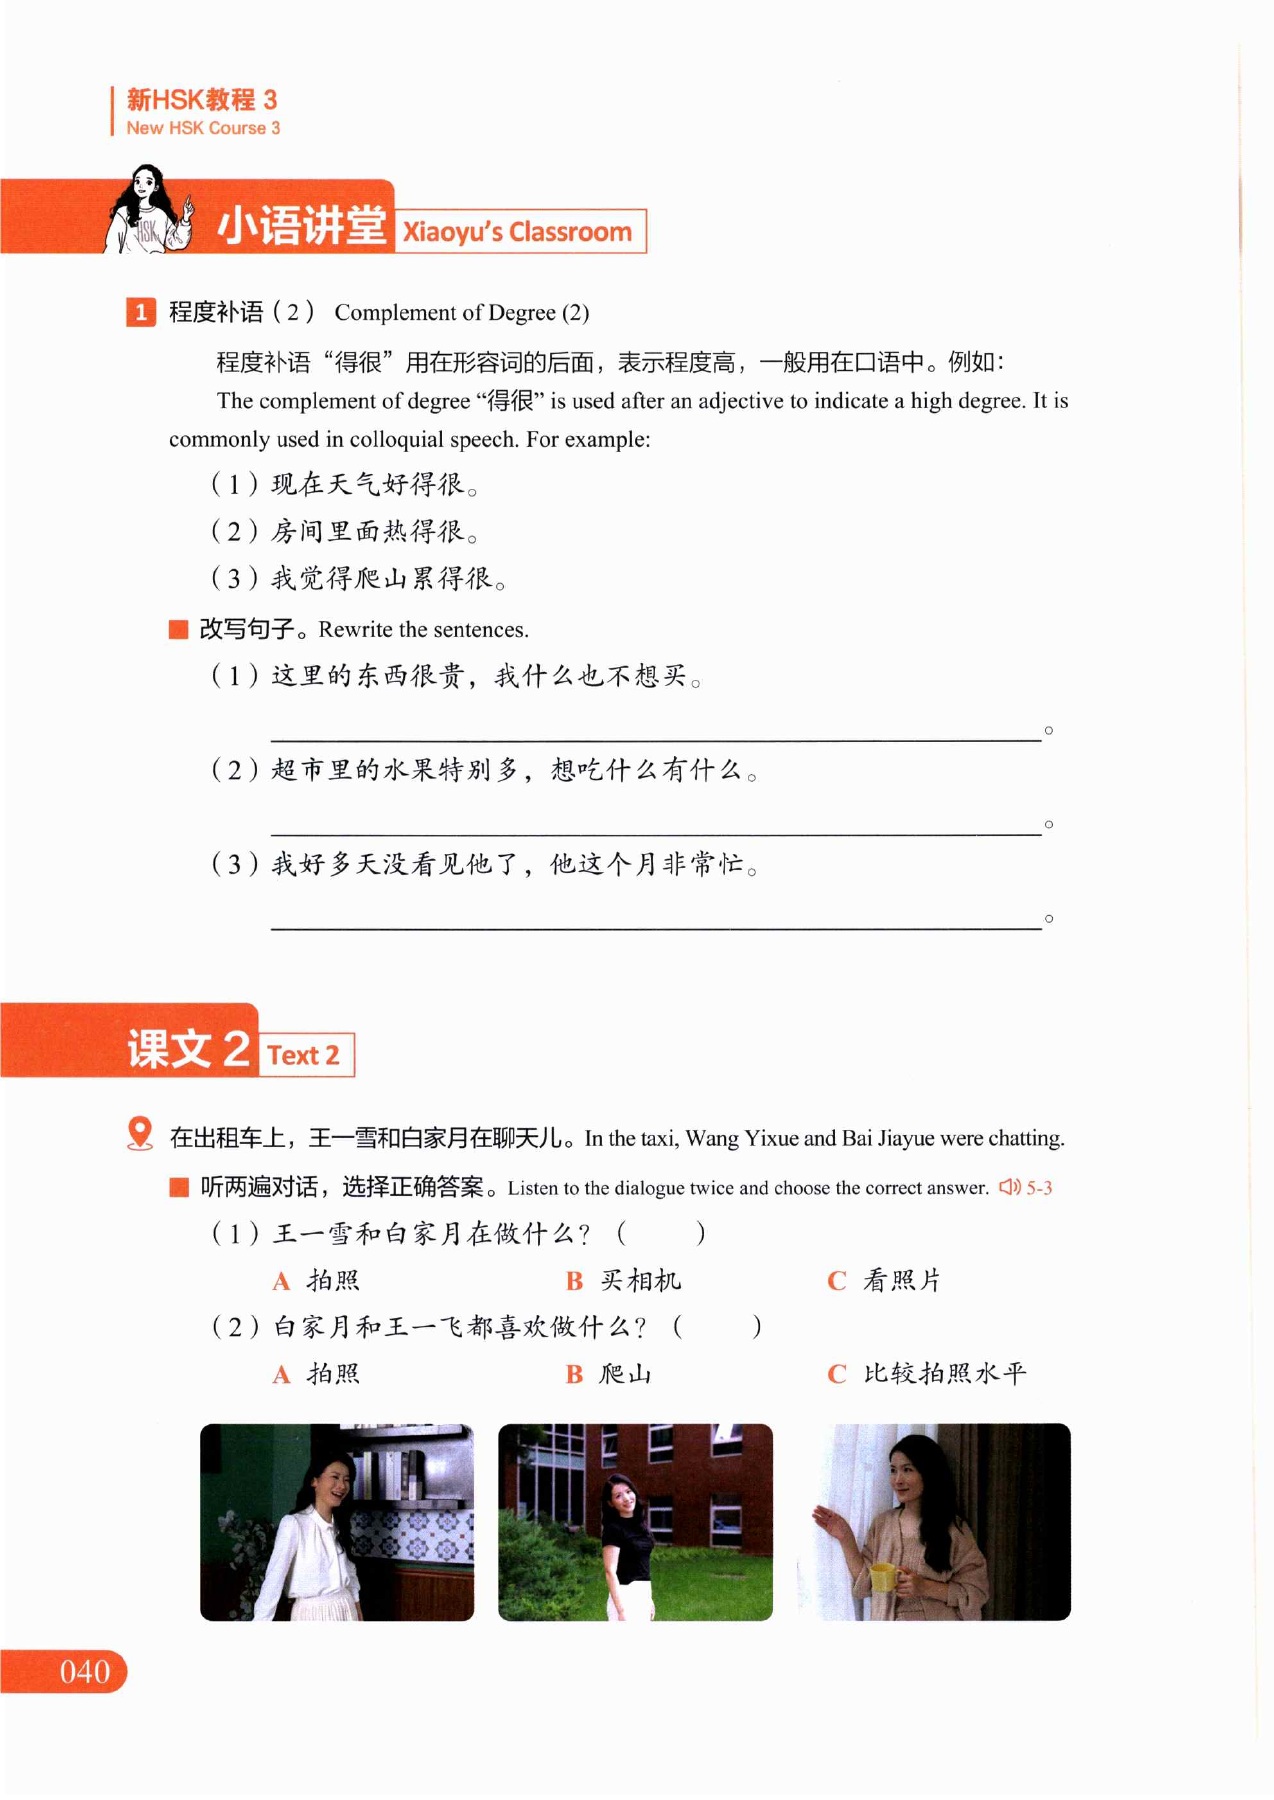 新HSK教程 3
New HSK Course 3
HSK
小语讲堂 Xiaoyu's Classroom
1 程度补语（2） Complement of Degree (2)
程度补语“得很”用在形容词的后面，表示程度高，一般用在口语中。例如：
The complement of degree “得很” is used after an adjective to indicate a high degree. It is
commonly used in colloquial speech. For example:
（1）现在天气好得很。
（2）房间里面热得很。
（3）我觉得爬山累得很。
改写句子。Rewrite the sentences.
（1）这里的东西很贵，我什么也不想买。
。
（2）超市里的水果特别多，想吃什么有什么。
。
（3）我好多天没看见他了，他这个月非常忙。
。
课文 2 Text 2
在出租车上，王一雪和白家月在聊天儿。In the taxi, Wang Yixue and Bai Jiayue were chatting.
听两遍对话，选择正确答案。Listen to the dialogue twice and choose the correct answer. 5-3
（1）王一雪和白家月在做什么？（ ）
A 拍照 B 买相机 C 看照片
（2）白家月和王一飞都喜欢做什么？（ ）
A 拍照 B 爬山 C 比较拍照水平
040